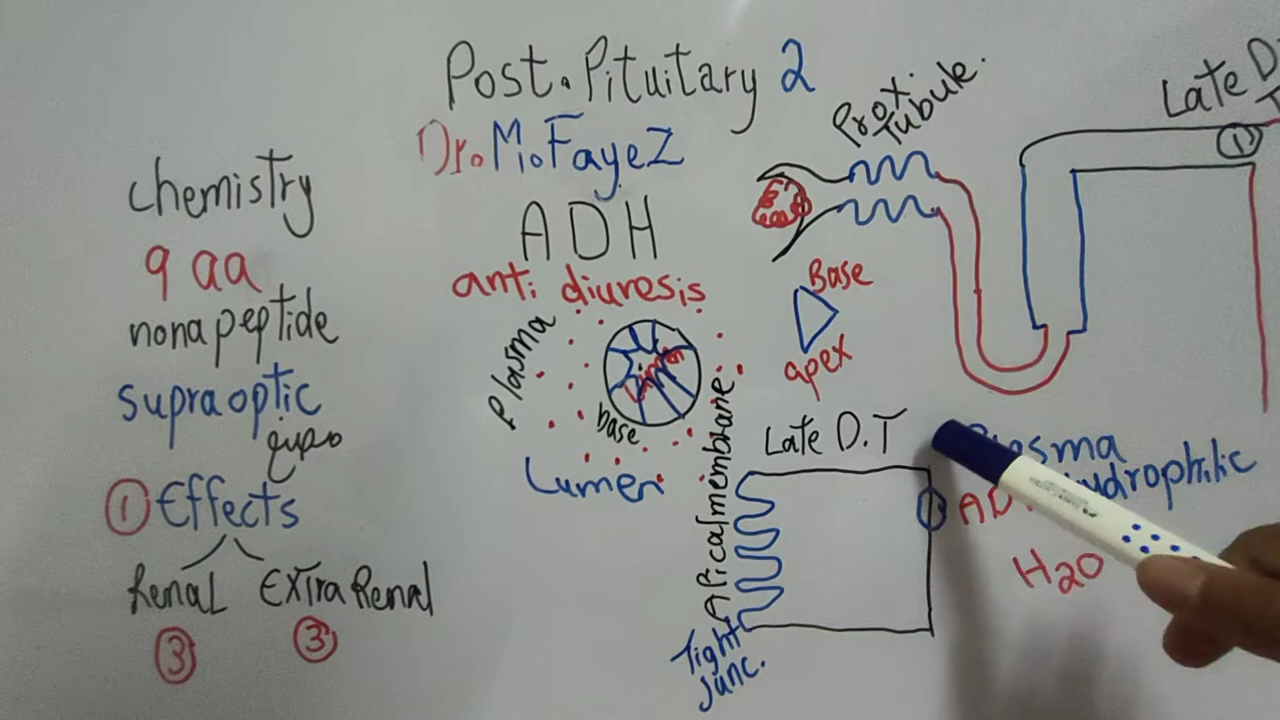 Post. Pituitary 2
Dr. M. Fayez
ADH
anti diuresis
Plasma
Lumen
base
Lumen
chemistry
9 aa
nonapeptide
supraoptic
① Effects
Renal Extra Renal
③ ③
Prox. Tubule.
Late D.
①
Base
apex
Late D.T
Apical membrane
Tight
Junc.
hydrophilic
H2O